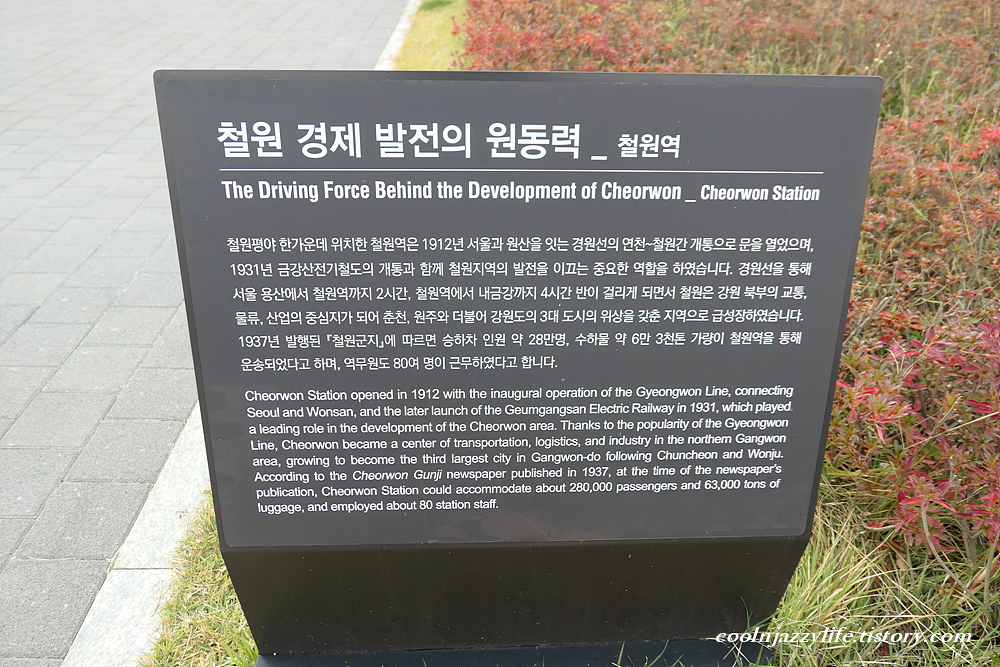 철원 경제 발전의 원동력 _ 철원역
The Driving Force Behind the Development of Cheorwon _ Cheorwon Station
철원평야 한가운데 위치한 철원역은 1912년 서울과 원산을 잇는 경원선의 연천~철원간 개통으로 문을 열었으며,
1931년 금강산전기철도의 개통과 함께 철원지역의 발전을 이끄는 중요한 역할을 하였습니다. 경원선을 통해
서울 용산에서 철원역까지 2시간, 철원역에서 내금강까지 4시간 반이 걸리게 되면서 철원은 강원 북부의 교통,
물류, 산업의 중심지가 되어 춘천, 원주와 더불어 강원도의 3대 도시의 위상을 갖춘 지역으로 급성장하였습니다.
1937년 발행된 『철원군지』에 따르면 승하차 인원 약 28만명, 수하물 약 6만 3천톤 가량이 철원역을 통해
운송되었다고 하며, 역무원도 80여 명이 근무하였다고 합니다.
Cheorwon Station opened in 1912 with the inaugural operation of the Gyeongwon Line, connecting
Seoul and Wonsan, and the later launch of the Geumgangsan Electric Railway in 1931, which played
a leading role in the development of the Cheorwon area. Thanks to the popularity of the Gyeongwon
Line, Cheorwon became a center of transportation, logistics, and industry in the northern Gangwon
area, growing to become the third largest city in Gangwon-do following Chuncheon and Wonju.
According to the Cheorwon Gunji newspaper published in 1937, at the time of the newspaper's
publication, Cheorwon Station could accommodate about 280,000 passengers and 63,000 tons of
luggage, and employed about 80 station staff.
coolnjazzylife.tistory.com